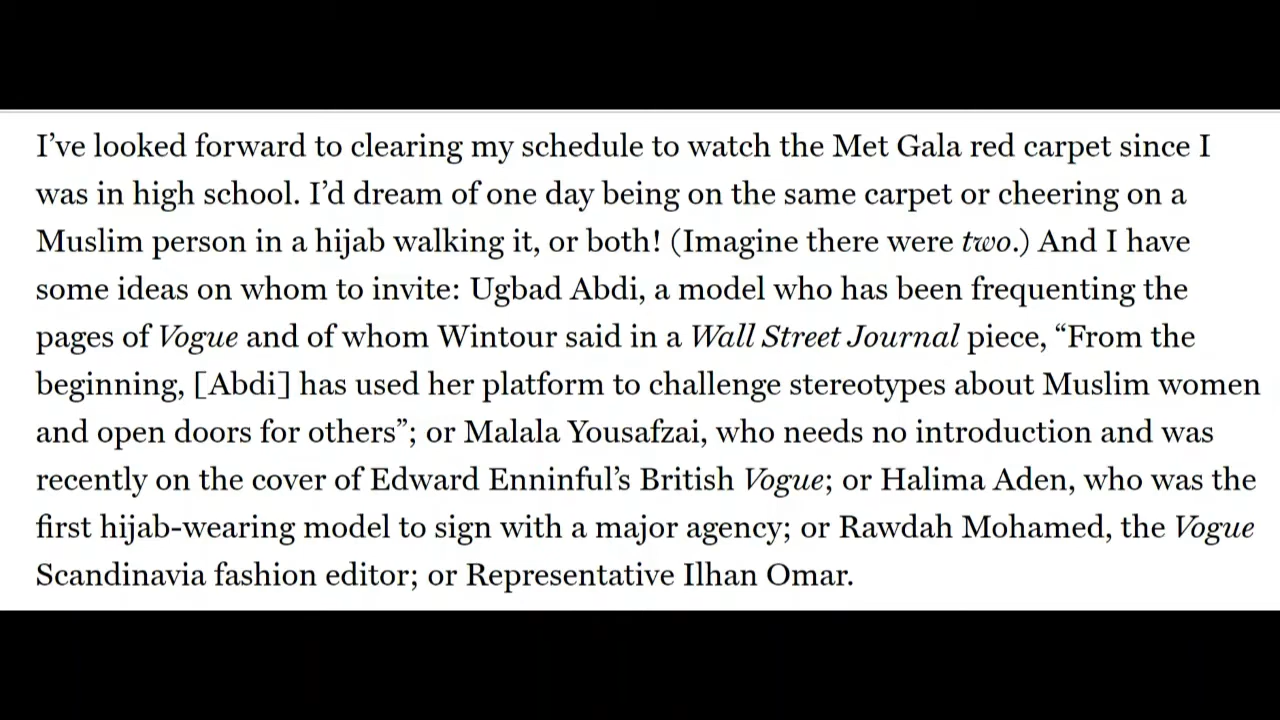 I’ve looked forward to clearing my schedule to watch the Met Gala red carpet since I
was in high school. I’d dream of one day being on the same carpet or cheering on a
Muslim person in a hijab walking it, or both! (Imagine there were two.) And I have
some ideas on whom to invite: Ugbad Abdi, a model who has been frequenting the
pages of Vogue and of whom Wintour said in a Wall Street Journal piece, “From the
beginning, [Abdi] has used her platform to challenge stereotypes about Muslim women
and open doors for others”; or Malala Yousafzai, who needs no introduction and was
recently on the cover of Edward Enninful’s British Vogue; or Halima Aden, who was the
first hijab-wearing model to sign with a major agency; or Rawdah Mohamed, the Vogue
Scandinavia fashion editor; or Representative Ilhan Omar.